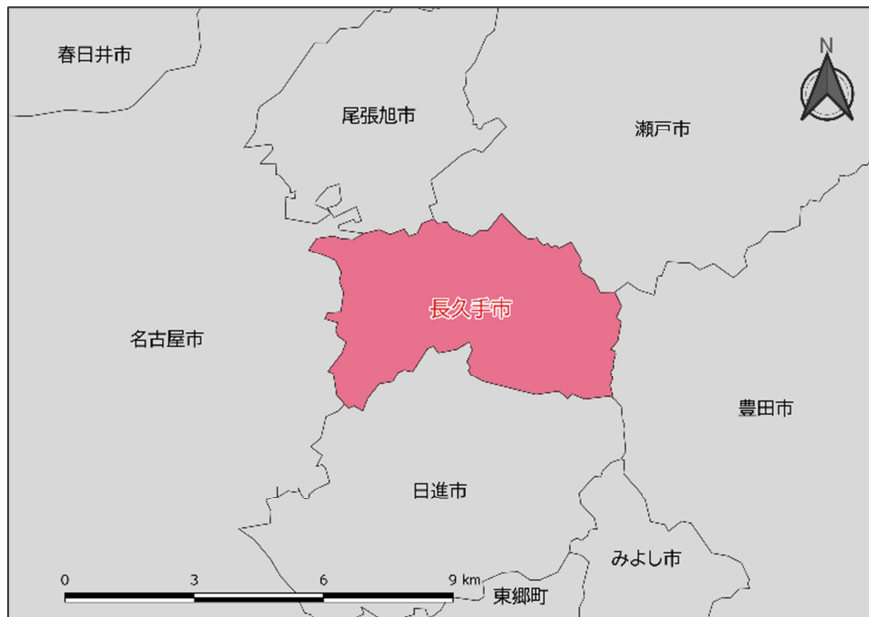 春日井市
N
尾張旭市
瀬戸市
長久手市
名古屋市
豊田市
日進市
みよし市
0 3 6 9 km
東郷町